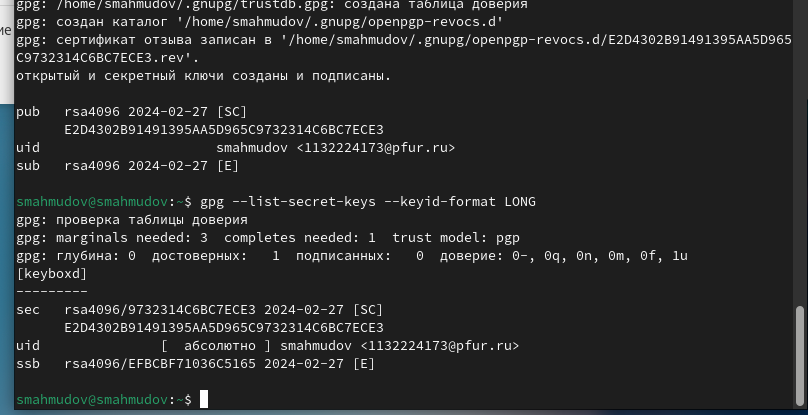 gpg: /home/smahmudov/.gnupg/trustdb.gpg: создана таблица доверия
gpg: создан каталог '/home/smahmudov/.gnupg/openpgp-revocs.d'
gpg: сертификат отзыва записан в '/home/smahmudov/.gnupg/openpgp-revocs.d/E2D4302B91491395AA5D965
C9732314C6BC7ECE3.rev'.
открытый и секретный ключи созданы и подписаны.
pub   rsa4096 2024-02-27 [SC]
      E2D4302B91491395AA5D965C9732314C6BC7ECE3
uid                      smahmudov <1132224173@pfur.ru>
sub   rsa4096 2024-02-27 [E]
smahmudov@smahmudov:~$ gpg --list-secret-keys --keyid-format LONG
gpg: проверка таблицы доверия
gpg: marginals needed: 3  completes needed: 1  trust model: pgp
gpg: глубина: 0  достоверных:   1  подписанных:   0  доверие: 0-, 0q, 0n, 0m, 0f, 1u
[keyboxd]
---------
sec   rsa4096/9732314C6BC7ECE3 2024-02-27 [SC]
      E2D4302B91491395AA5D965C9732314C6BC7ECE3
uid               [  абсолютно ] smahmudov <1132224173@pfur.ru>
ssb   rsa4096/EFBCBF71036C5165 2024-02-27 [E]
smahmudov@smahmudov:~$